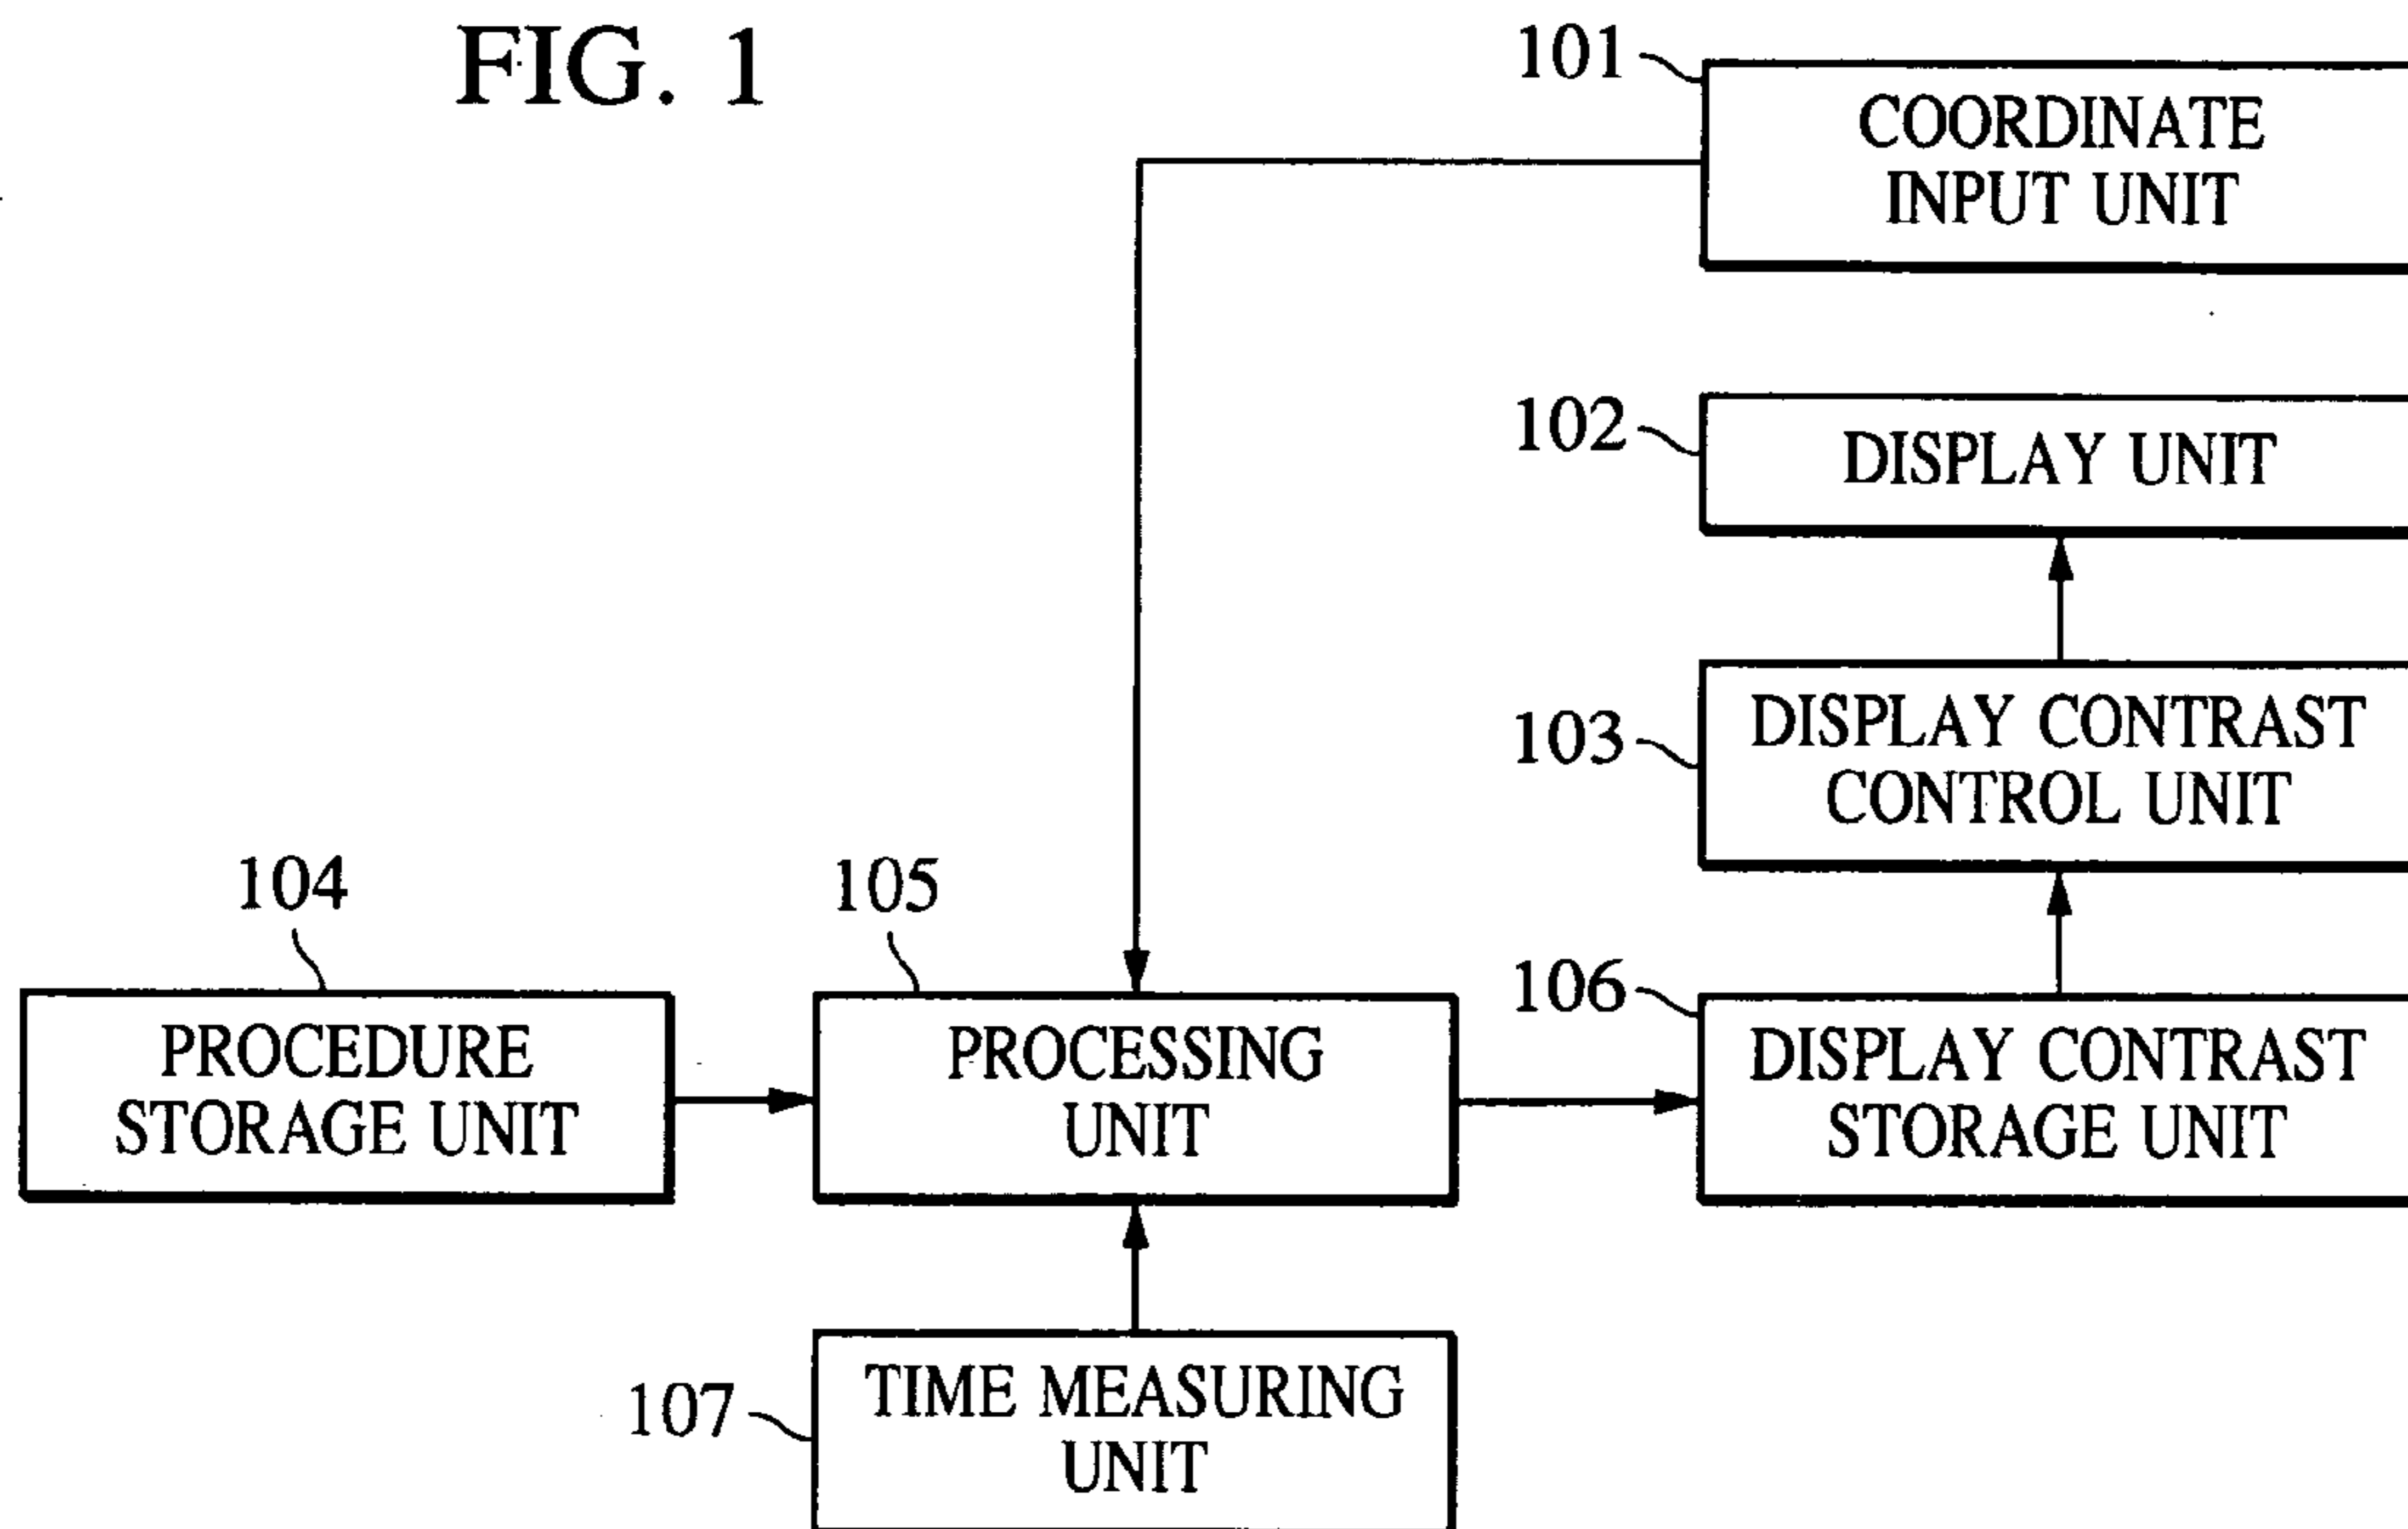 FIG. 1
101
COORDINATE
INPUT UNIT
102
DISPLAY UNIT
103
DISPLAY CONTRAST
CONTROL UNIT
104
PROCEDURE
STORAGE UNIT
105
PROCESSING
UNIT
106
DISPLAY CONTRAST
STORAGE UNIT
107
TIME MEASURING
UNIT